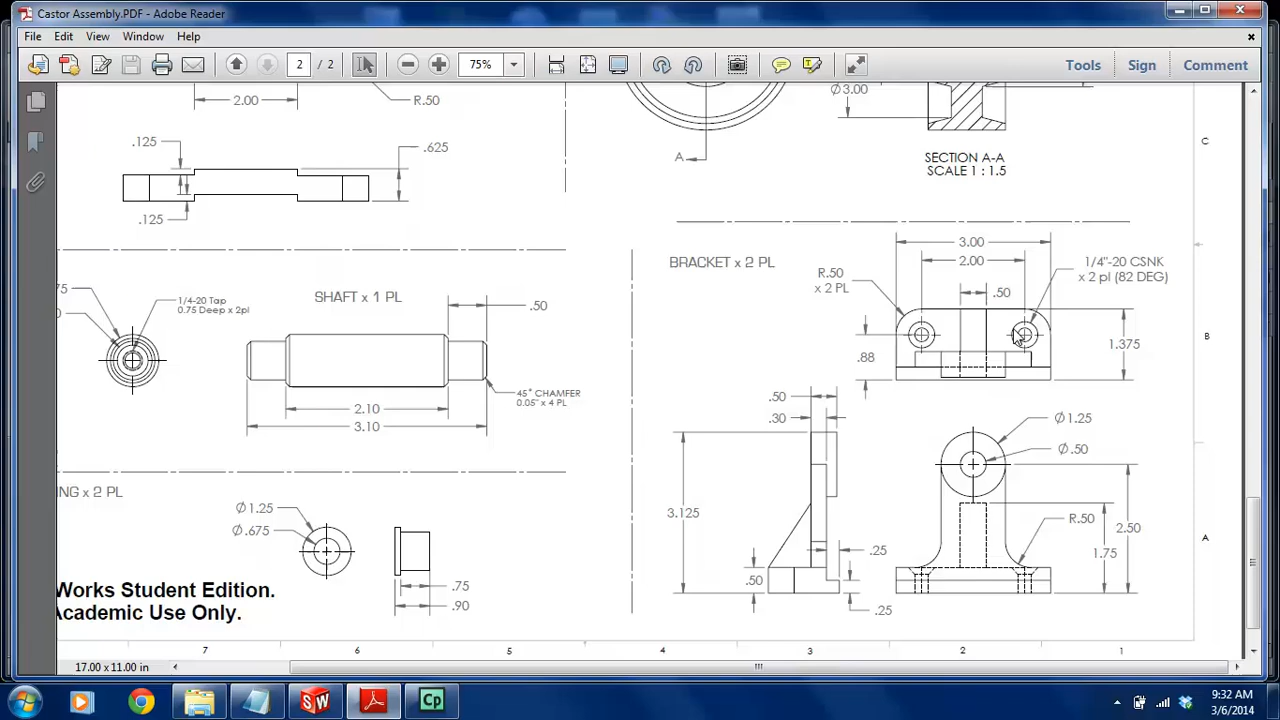 Castor Assembly.PDF - Adobe Reader
File Edit View Window Help
2 / 2 75% Tools Sign Comment
2.00 R.50
Ø3.00
A
SECTION A-A
SCALE 1 : 1.5
C
.125 .625
.125
BRACKET x 2 PL
3.00
2.00
.50
R.50
x 2 PL
1/4"-20 CSNK
x 2 pl (82 DEG)
.88
1.375
B
75
0
1/4-20 Tap
0.75 Deep x 2pl
SHAFT x 1 PL
.50
45° CHAMFER
0.05" x 4 PL
2.10
3.10
.50
.30
3.125
.50
.25
.25
Ø1.25
Ø.50
R.50
1.75
2.50
A
NG x 2 PL
Ø1.25
Ø.675
.75
.90
Works Student Edition.
Academic Use Only.
7 6 5 4 3 2 1
17.00 x 11.00 in
SW Cp
9:32 AM
3/6/2014